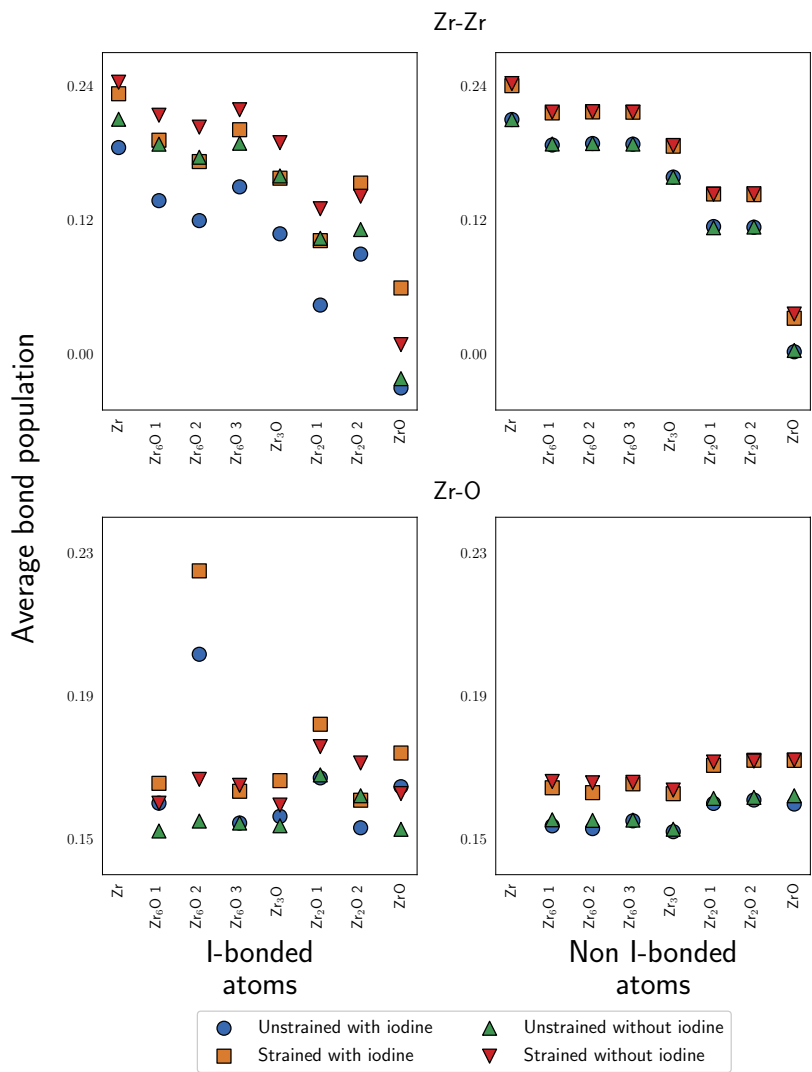 Zr-Zr
Average bond population
0.24
0.12
0.00
Zr
Zr₆O 1
Zr₆O 2
Zr₆O 3
Zr₃O
Zr₂O 1
Zr₂O 2
ZrO
0.24
0.12
0.00
Zr
Zr₆O 1
Zr₆O 2
Zr₆O 3
Zr₃O
Zr₂O 1
Zr₂O 2
ZrO
Zr-O
0.23
0.19
0.15
Zr
Zr₆O 1
Zr₆O 2
Zr₆O 3
Zr₃O
Zr₂O 1
Zr₂O 2
ZrO
0.23
0.19
0.15
Zr
Zr₆O 1
Zr₆O 2
Zr₆O 3
Zr₃O
Zr₂O 1
Zr₂O 2
ZrO
I-bonded
atoms
Non I-bonded
atoms
Unstrained with iodine
Strained with iodine
Unstrained without iodine
Strained without iodine